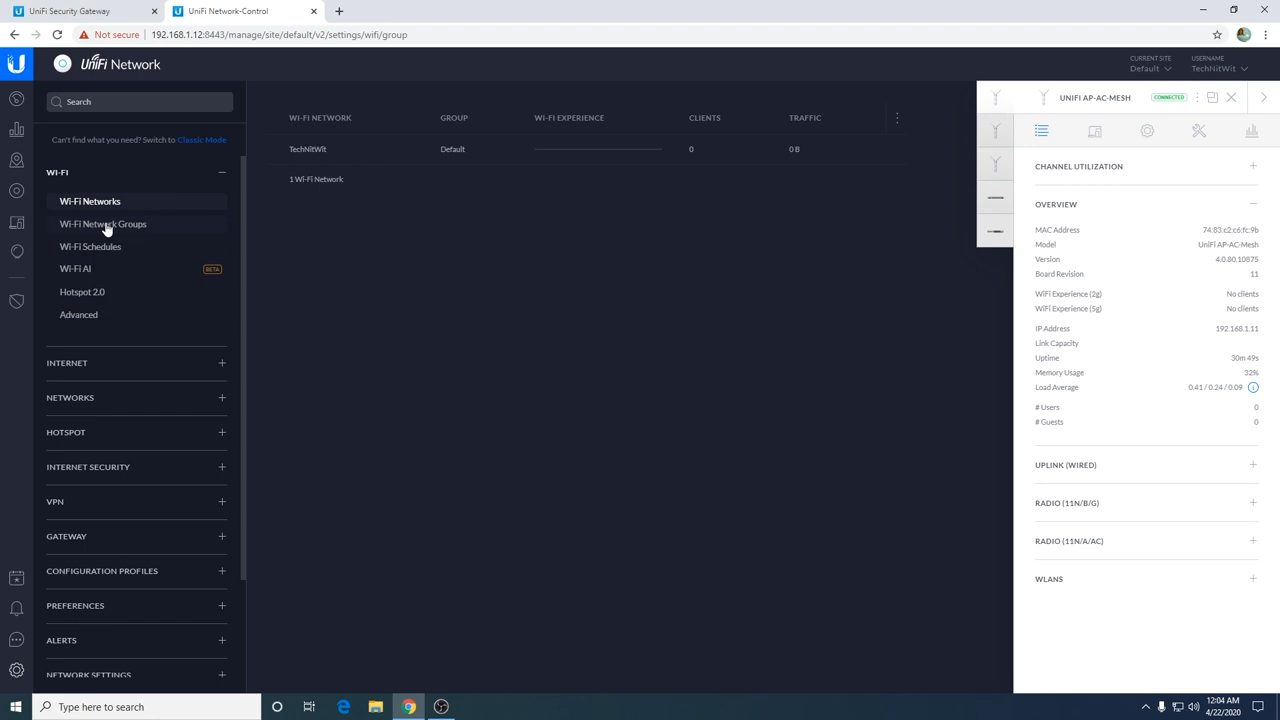 UniFi Security Gateway
UniFi Network-Control
Not secure
192.168.1.12:8443/manage/site/default/v2/settings/wifi/group
UniFi Network
CURRENT SITE
Default
USERNAME
TechNitWit
Search
Can't find what you need? Switch to Classic Mode
WI-FI
Wi-Fi Networks
Wi-Fi Network Groups
Wi-Fi Schedules
Wi-Fi AI
BETA
Hotspot 2.0
Advanced
INTERNET
NETWORKS
HOTSPOT
INTERNET SECURITY
VPN
GATEWAY
CONFIGURATION PROFILES
PREFERENCES
ALERTS
NETWORK SETTINGS
WI-FI NETWORK GROUP WI-FI EXPERIENCE CLIENTS TRAFFIC
TechNitWit Default 0 0 B
1 Wi-Fi Network
UNIFI AP-AC-MESH
CONNECTED
CHANNEL UTILIZATION
OVERVIEW
MAC Address 74:83:c2:c6:fc:9b
Model UniFi AP-AC-Mesh
Version 4.0.80.10875
Board Revision 11
WiFi Experience (2g) No clients
WiFi Experience (5g) No clients
IP Address 192.168.1.11
Link Capacity
Uptime 30m 49s
Memory Usage 32%
Load Average 0.41 / 0.24 / 0.09
# Users 0
# Guests 0
UPLINK (WIRED)
RADIO (11N/B/G)
RADIO (11N/A/AC)
WLANS
Type here to search
12:04 AM
4/22/2020